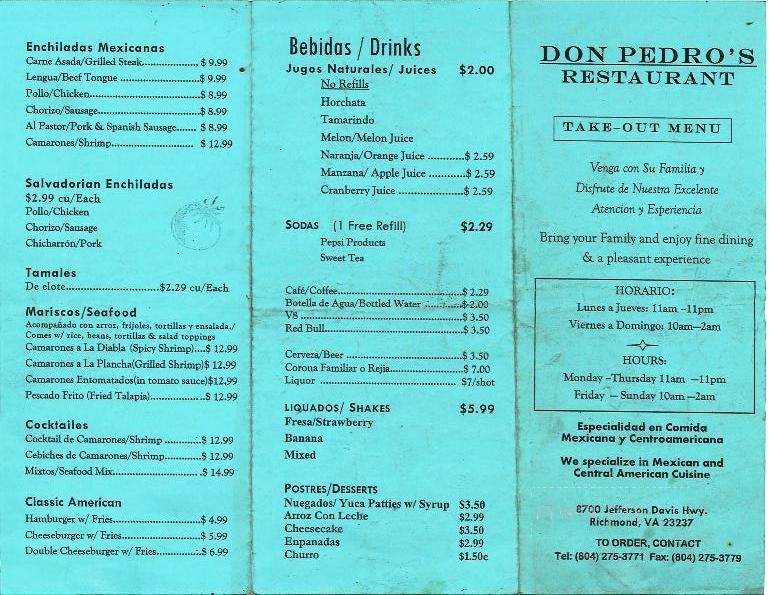 Enchiladas Mexicanas
Carne Asada/Grilled Steak..................$ 9.99
Lengua/Beef Tongue ........................$9.99
Pollo/Chicken..................................$ 8.99
Chorizo/Sausage...............................$ 8.99
Al Pastor/Pork & Spanish Sausage....... $ 8.99
Camarones/Shrimp.......................... $ 12.99
Salvadorian Enchiladas
$2.99 cu/Each
Pollo/Chicken
Chorizo/Sausage
Chicharrón/Pork
Tamales
De elote..............................$2.29 cu/Each
Mariscos/Seafood
Acompañado con arroz, frijoles, tortillas y ensalada./
Comes w/ rice, beans, tortillas & salad toppings
Camarones a La Diabla (Spicy Shrimp)....$ 12.99
Camarones a La Plancha(Grilled Shrimp)$ 12.99
Camarones Entomatados(in tomato sauce)$12.99
Pescado Frito (Fried Talapia)...............$ 12.99
Cocktailes
Cocktail de Camarones/Shrimp ...........$ 12.99
Cebiches de Camarones/Shrimp...........$ 12.99
Mixtos/Seafood Mix...........................$ 14.99
Classic American
Hamburger w/ Fries...........................$ 4.99
Cheeseburger w/ Fries........................$ 5.99
Double Cheeseburger w/ Fries.............$ 6.99
Bebidas / Drinks
Jugos Naturales/ Juices $2.00
No Refills
Horchata
Tamarindo
Melon/Melon Juice
Naranja/Orange Juice ............$ 2.59
Manzana/ Apple Juice ............$ 2.59
Cranberry Juice .....................$ 2.59
SODAS (1 Free Refill) $2.29
Pepsi Products
Sweet Tea
Café/Coffee..........................................$ 2.29
Botella de Agua/Bottled Water ............$ 2.00
V8 .......................................................$ 3.50
Red Bull...............................................$ 3.50
Cerveza/Beer .......................................$ 3.50
Corona Familiar o Rejia.......................$ 7.00
Liquor ................................................ $7/shot
LIQUADOS/ SHAKES $5.99
Fresa/Strawberry
Banana
Mixed
POSTRES/DESSERTS
Nuegados/ Yuca Patties w/ Syrup $3.50
Arroz Con Leche $2.99
Cheesecake $3.50
Enpanadas $2.99
Churro $1.50c
DON PEDRO'S
RESTAURANT
TAKE-OUT MENU
Venga con Su Familia y
Disfrute de Nuestra Excelente
Atencion y Esperiencia
Bring your Family and enjoy fine dining
& a pleasant experience
HORARIO:
Lunes a Jueves: 11am -11pm
Viernes a Domingo: 10am-2am
HOURS:
Monday -Thursday 11am -11pm
Friday - Sunday 10am -2am
Especialidad en Comida
Mexicana y Centroamericana
We specialize in Mexican and
Central American Cuisine
8700 Jefferson Davis Hwy.
Richmond, VA 23237
TO ORDER, CONTACT
Tel: (804) 275-3771 Fax: (804) 275-3779